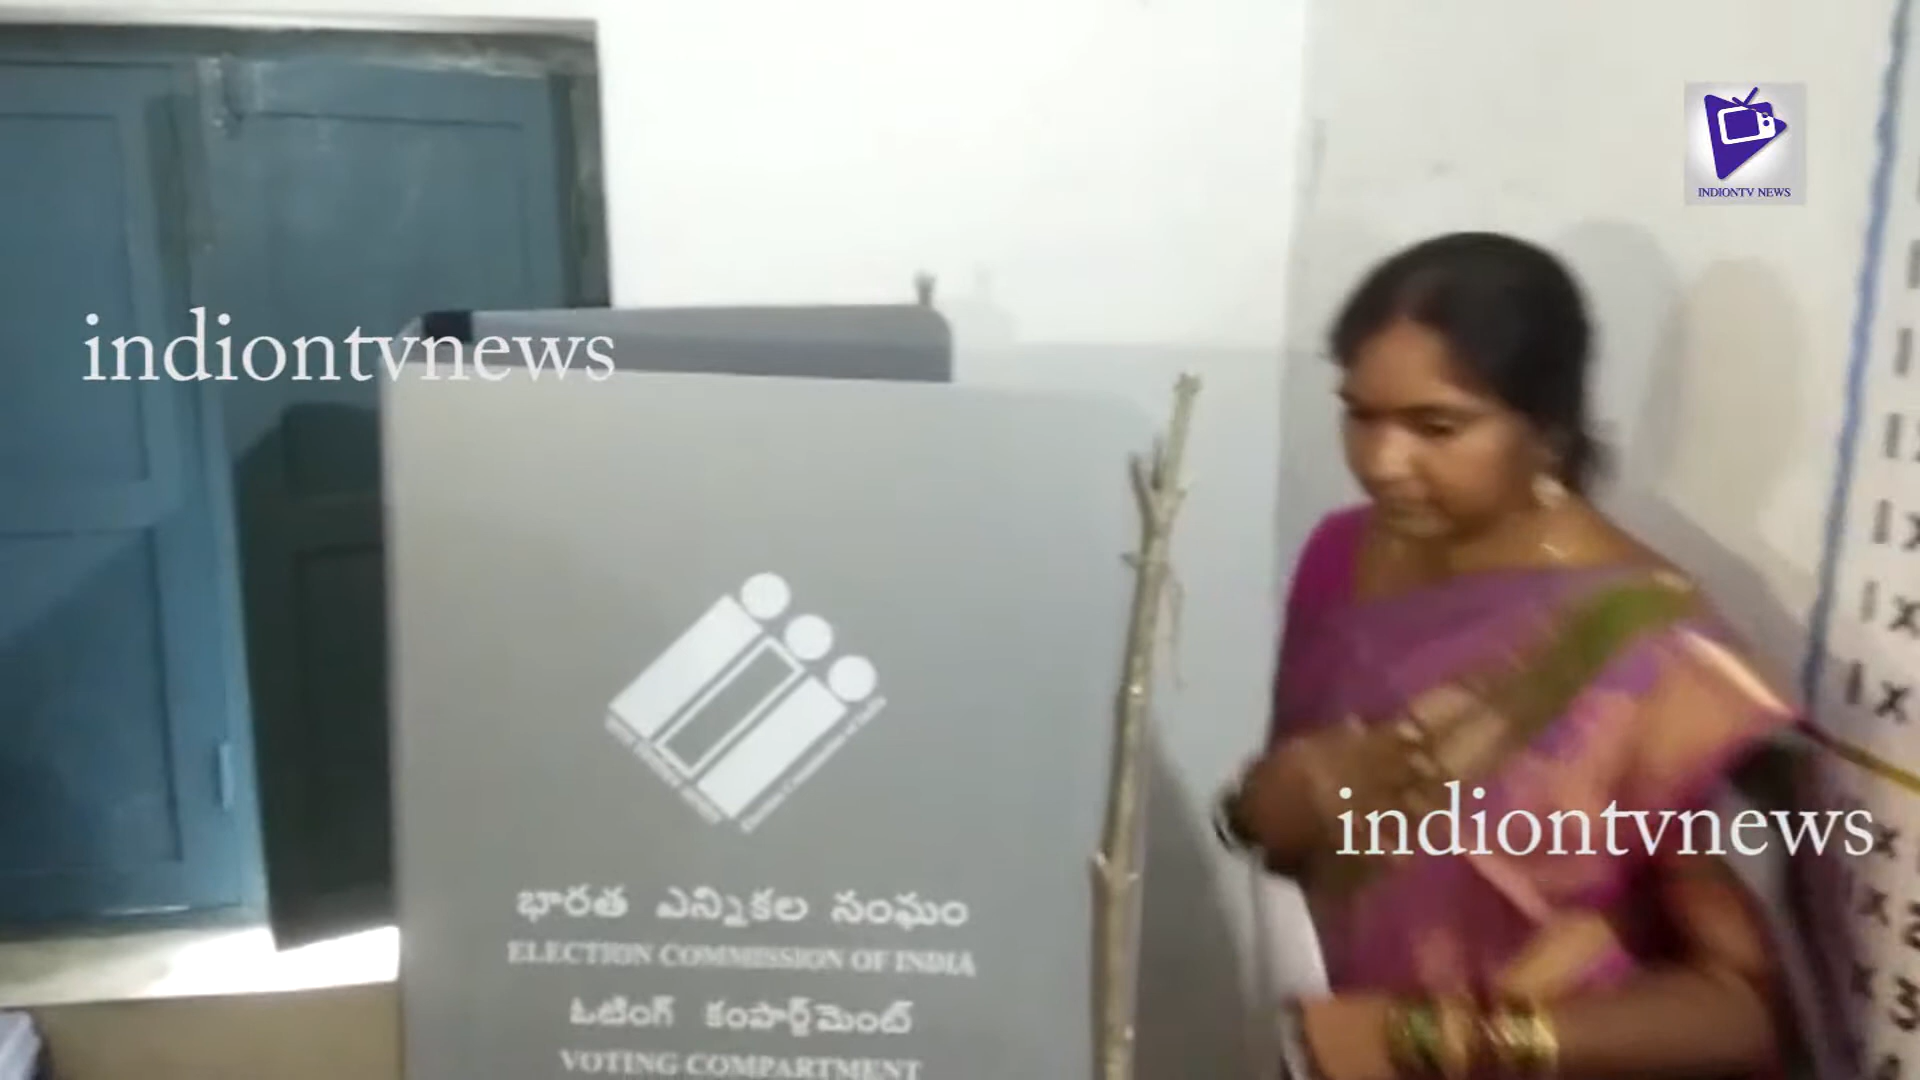 INDIONTV NEWS
indiontvnews
indiontvnews
భారత ఎన్నికల సంఘం
ELECTION COMMISSION OF INDIA
ఓటింగ్ కంపార్ట్‌మెంట్
VOTING COMPARTMENT